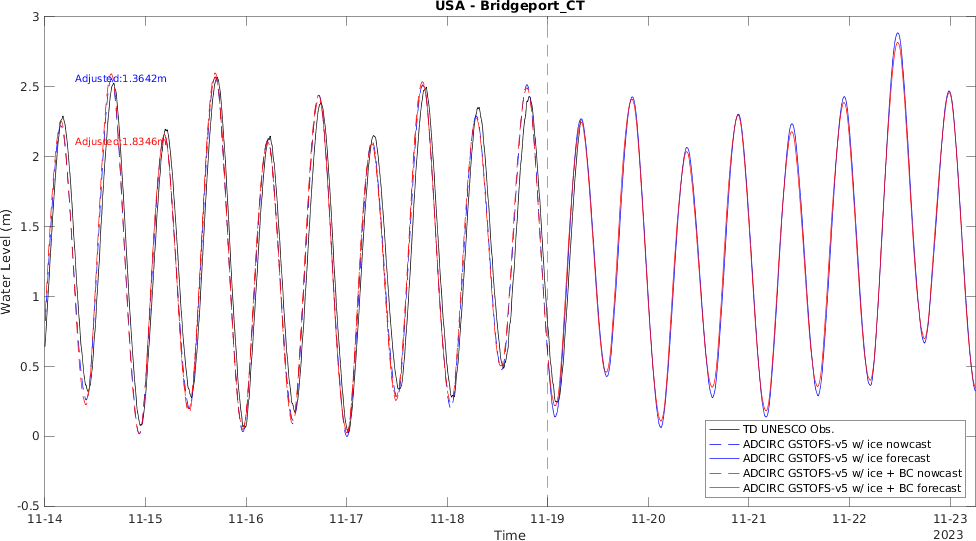 USA - Bridgeport_CT
3
2.5
2
1.5
1
0.5
0
-0.5
Water Level (m)
Adjusted:1.3642m
Adjusted:1.8346m
TD UNESCO Obs.
ADCIRC GSTOFS-v5 w/ ice nowcast
ADCIRC GSTOFS-v5 w/ ice forecast
ADCIRC GSTOFS-v5 w/ ice + BC nowcast
ADCIRC GSTOFS-v5 w/ ice + BC forecast
11-14 11-15 11-16 11-17 11-18 11-19 11-20 11-21 11-22 11-23
Time 2023